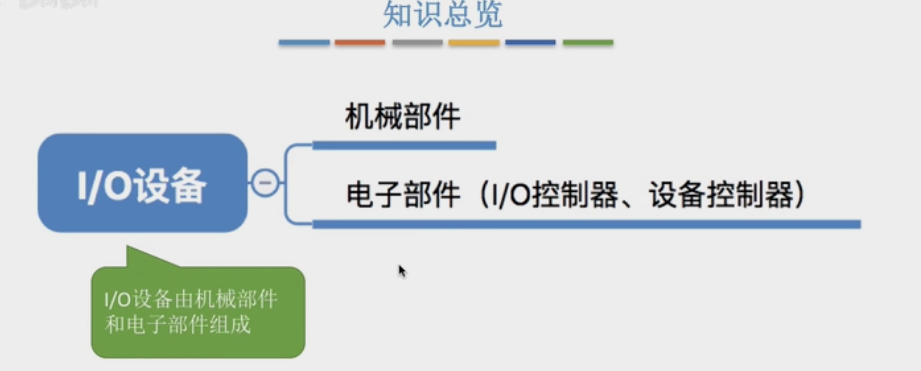 知识总览
机械部件
I/O设备
电子部件（I/O控制器、设备控制器）
I/O设备由机械部件
和电子部件组成